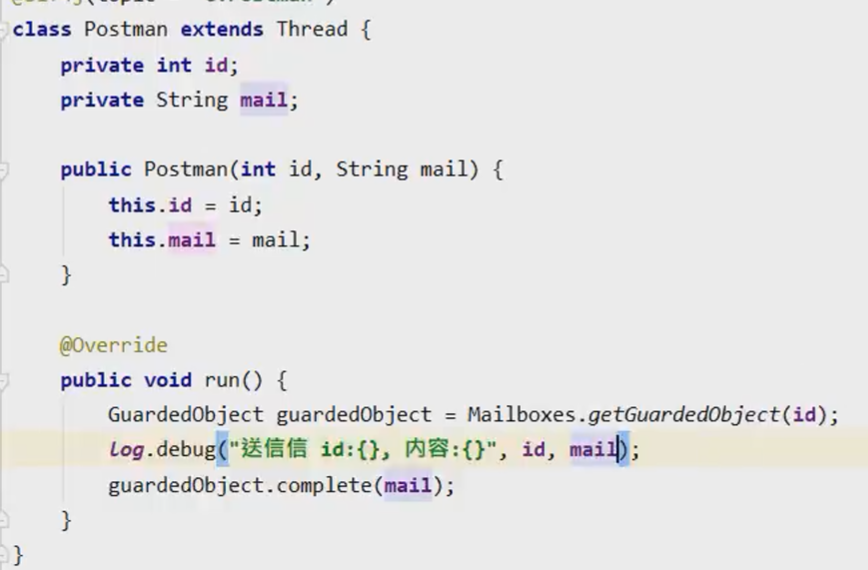 class Postman extends Thread {
private int id;
private String mail;
public Postman(int id, String mail) {
this.id = id;
this.mail = mail;
}
@Override
public void run() {
GuardedObject guardedObject = Mailboxes.getGuardedObject(id);
log.debug("送信信 id:{}, 内容:{}", id, mail);
guardedObject.complete(mail);
}
}